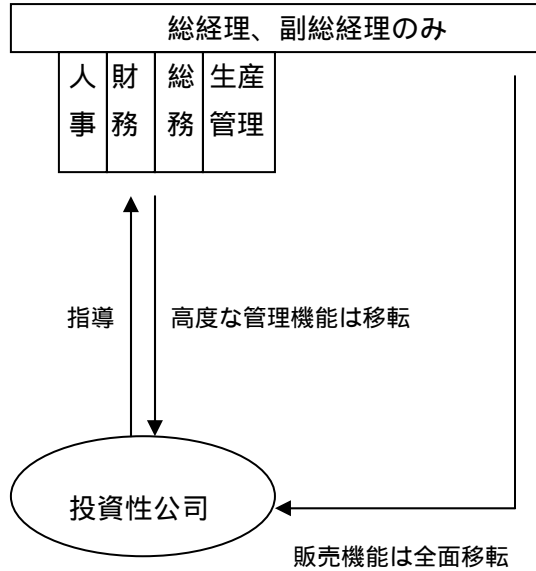 総経理、副総経理のみ
人事
財務
総務
生産
管理
指導
高度な管理機能は移転
投資性公司
販売機能は全面移転